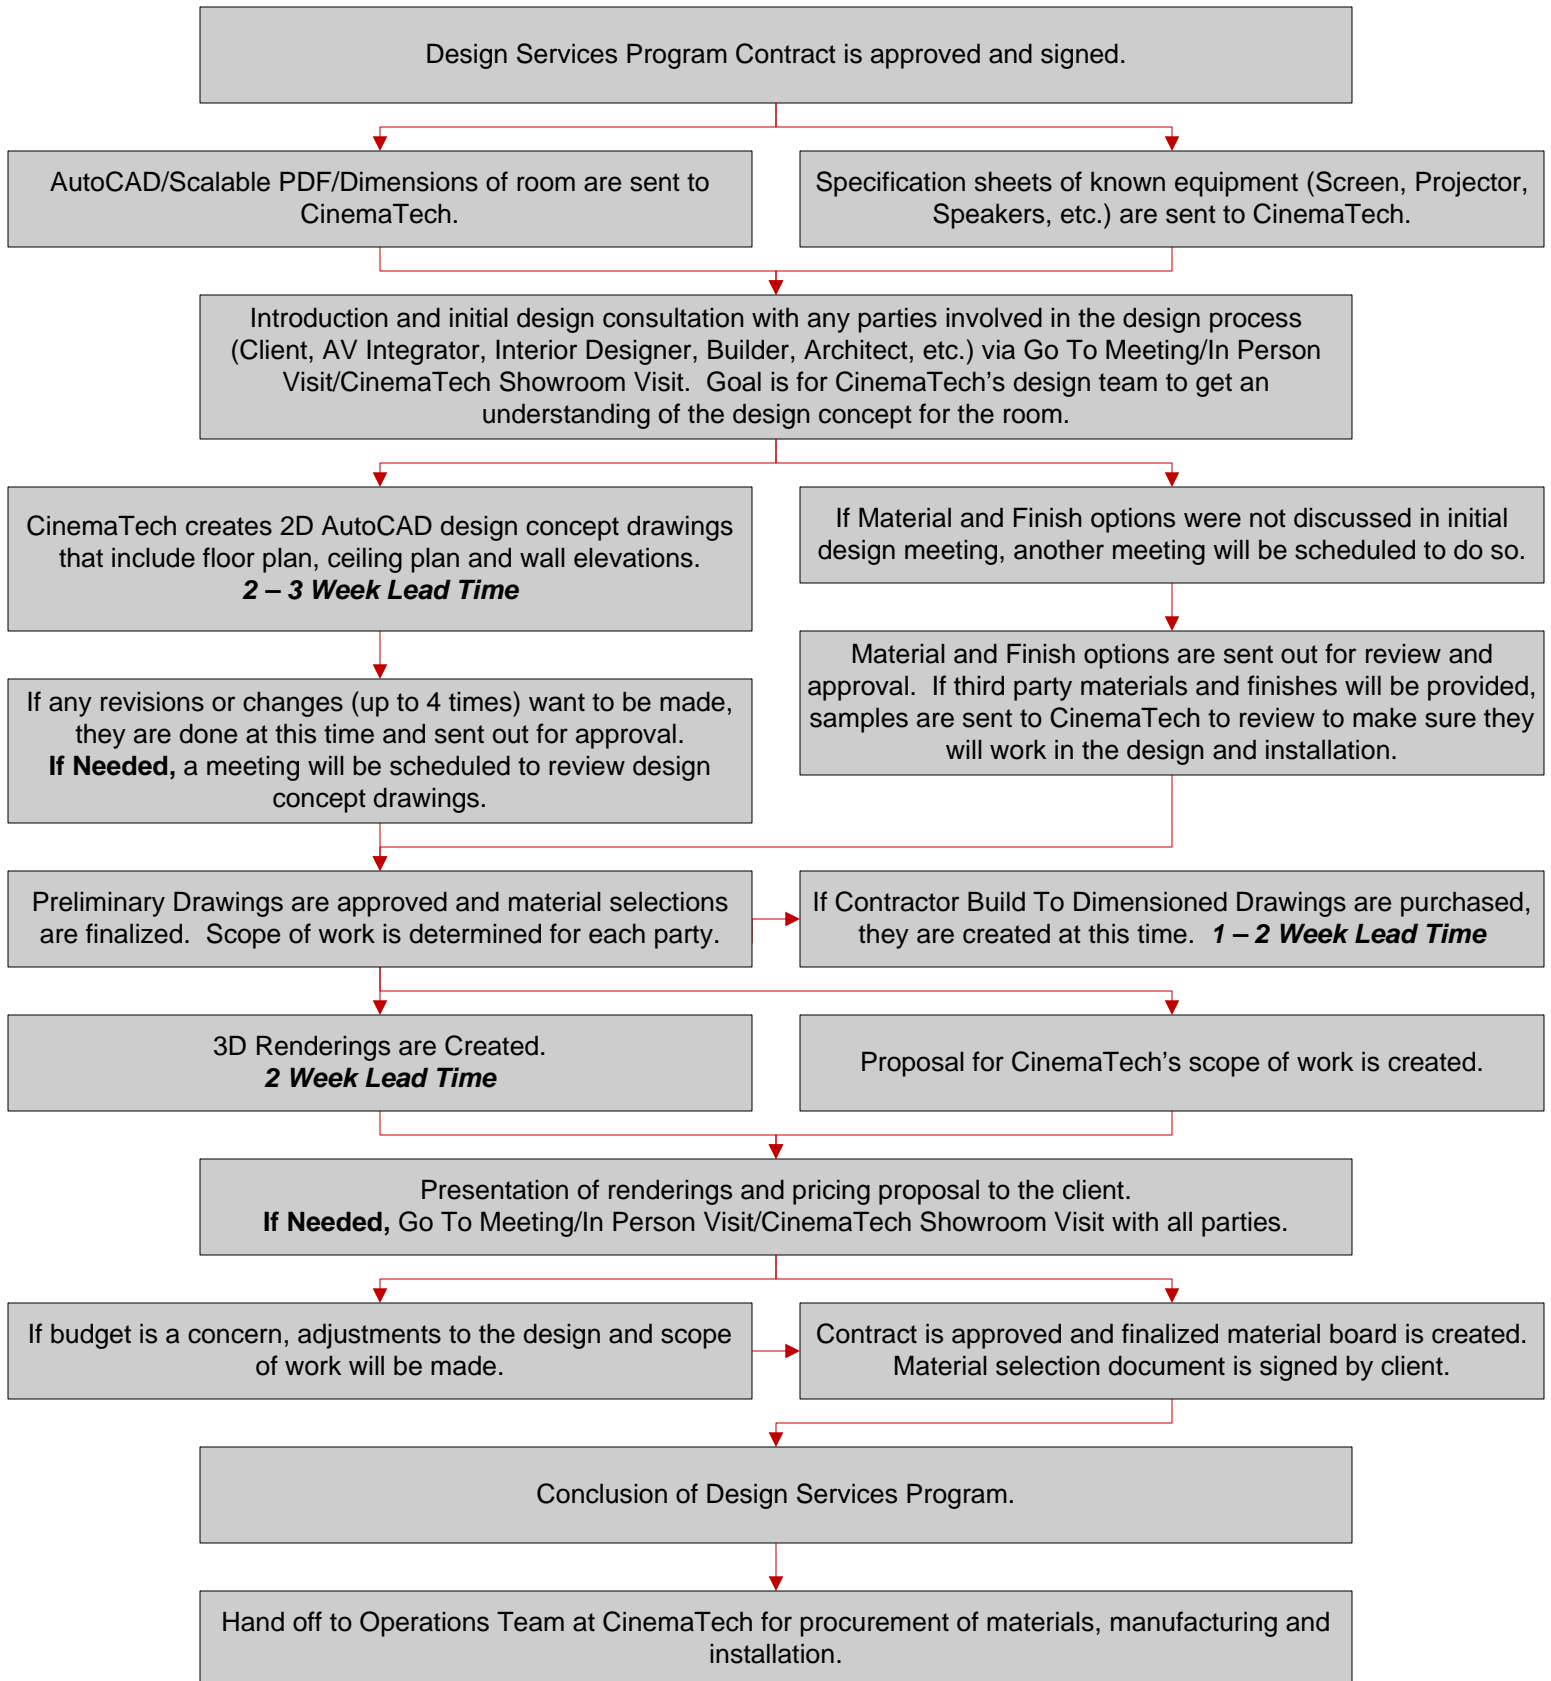 Design Services Program Contract is approved and signed.
AutoCAD/Scalable PDF/Dimensions of room are sent to
CinemaTech.
Specification sheets of known equipment (Screen, Projector,
Speakers, etc.) are sent to CinemaTech.
Introduction and initial design consultation with any parties involved in the design process
(Client, AV Integrator, Interior Designer, Builder, Architect, etc.) via Go To Meeting/In Person
Visit/CinemaTech Showroom Visit.  Goal is for CinemaTech’s design team to get an
understanding of the design concept for the room.
CinemaTech creates 2D AutoCAD design concept drawings
that include floor plan, ceiling plan and wall elevations.
2 – 3 Week Lead Time
If Material and Finish options were not discussed in initial
design meeting, another meeting will be scheduled to do so.
If any revisions or changes (up to 4 times) want to be made,
they are done at this time and sent out for approval.
If Needed, a meeting will be scheduled to review design
concept drawings.
Material and Finish options are sent out for review and
approval.  If third party materials and finishes will be provided,
samples are sent to CinemaTech to review to make sure they
will work in the design and installation.
Preliminary Drawings are approved and material selections
are finalized.  Scope of work is determined for each party.
If Contractor Build To Dimensioned Drawings are purchased,
they are created at this time.  1 – 2 Week Lead Time
3D Renderings are Created.
2 Week Lead Time
Proposal for CinemaTech’s scope of work is created.
Presentation of renderings and pricing proposal to the client.
If Needed, Go To Meeting/In Person Visit/CinemaTech Showroom Visit with all parties.
If budget is a concern, adjustments to the design and scope
of work will be made.
Contract is approved and finalized material board is created.
Material selection document is signed by client.
Conclusion of Design Services Program.
Hand off to Operations Team at CinemaTech for procurement of materials, manufacturing and
installation.